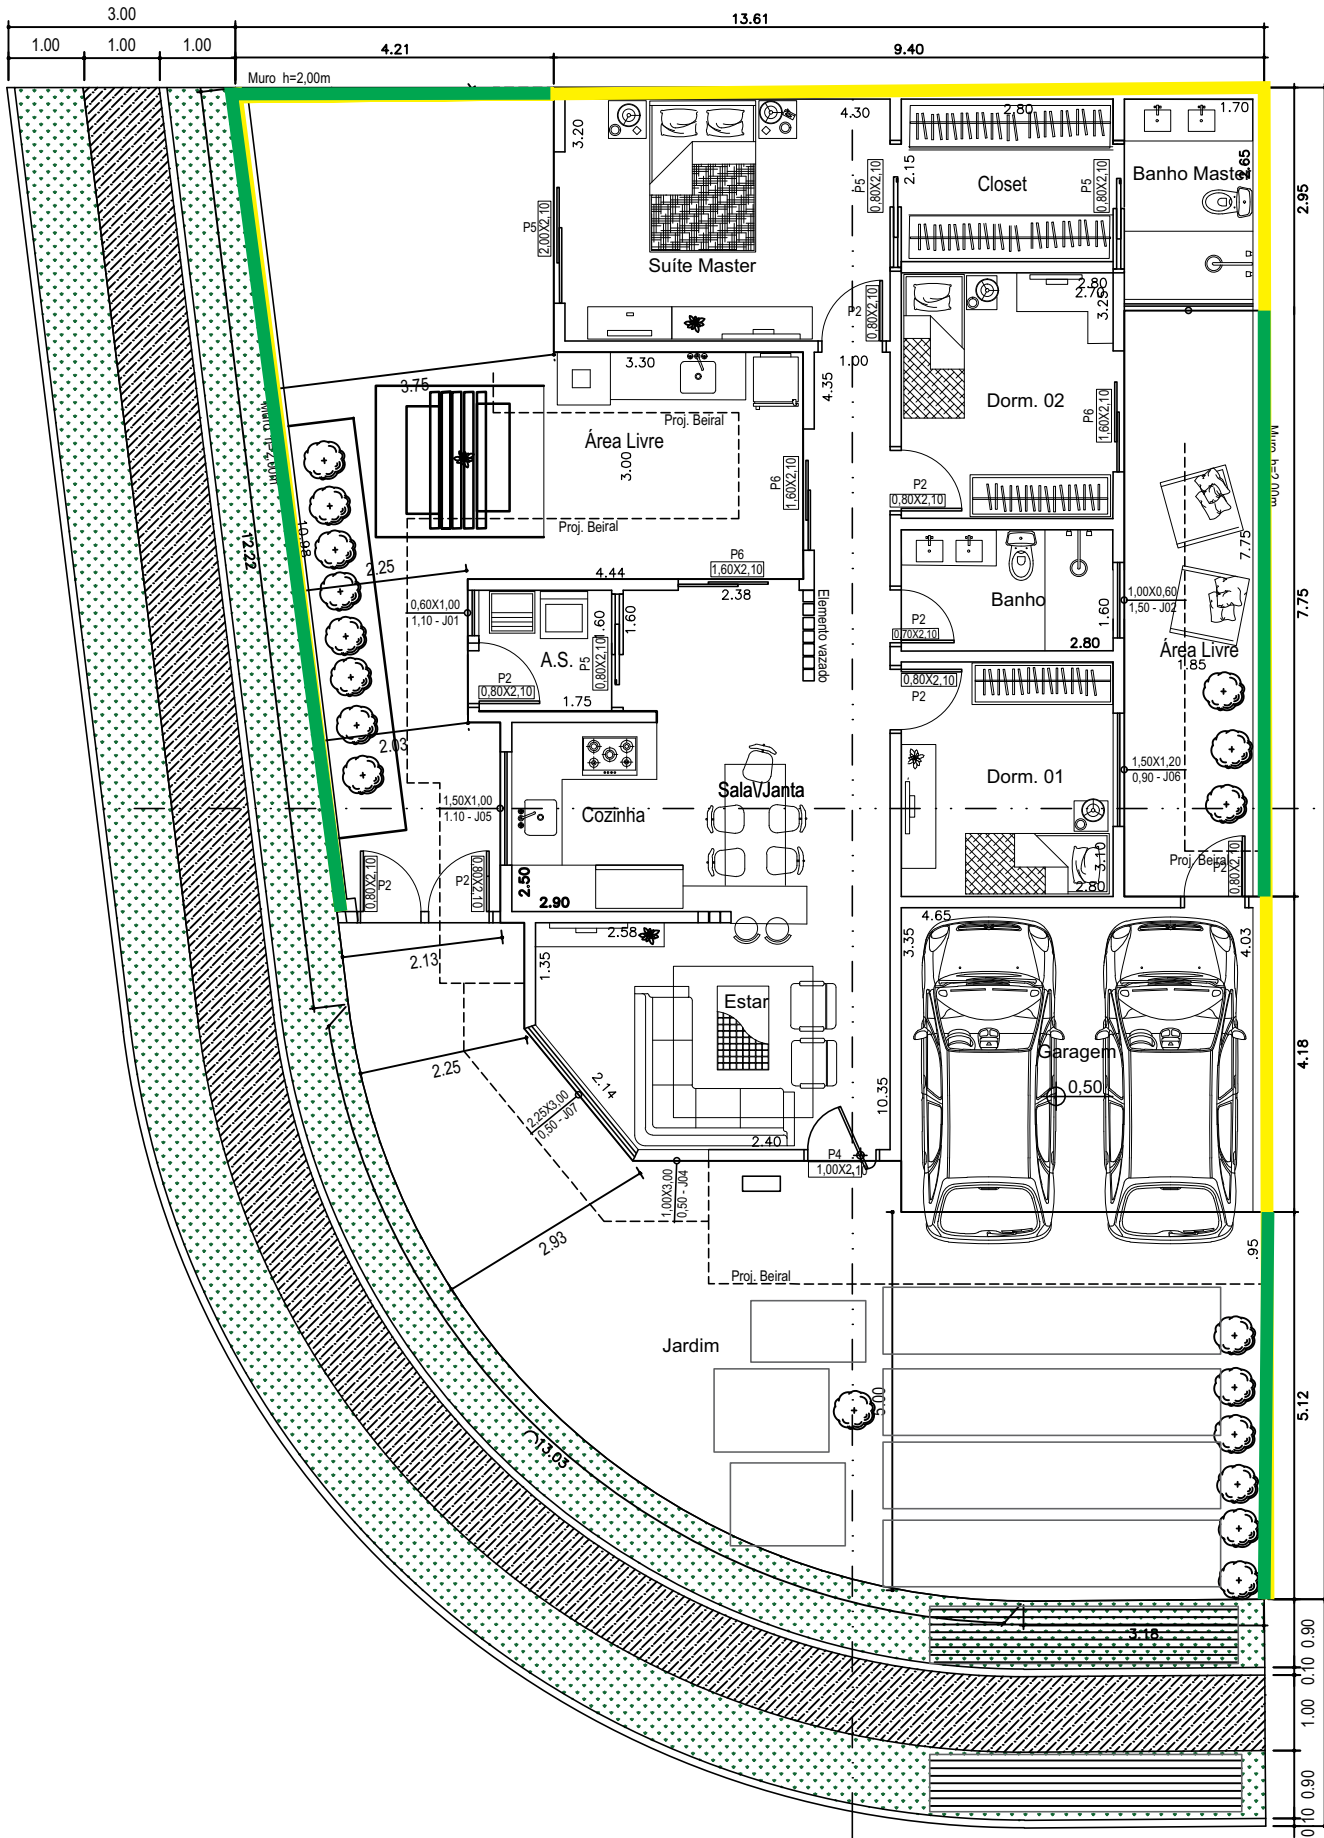 3.00
13.61
1.00
1.00
1.00
4.21
9.40
Muro h=2,00m
3.20
4.30
2.80
1.70
2.15
P5
0,80X2,10
Closet
P5
0,80X2,10
Banho Master
2.65
2.95
P5
2,00X2,10
Suíte Master
P2
0,80X2,10
2.80
2.70
3.25
3.75
3.30
4.35
1.00
Proj. Beiral
Área Livre
3.00
Dorm. 02
P6
1,60X2,10
P6
1,60X2,10
P2
0,80X2,10
Muro h=2,00m
Proj. Beiral
10.98
12.22
2.25
4.44
P6
1,60X2,10
2.38
7.75
7.75
0,60X1,00
1,10 - J01
1.60
1.60
Elemento vazado
Banho
P2
0,70X2,10
1.60
2.80
1,00X0,60
1,50 - J02
Área Livre
1.85
A.S.
P5
0,80X2,10
P2
0,80X2,10
1.75
0,80X2,10
P2
2.03
1,50X1,00
1.10 - J05
Cozinha
Sala\Janta
Dorm. 01
1,50X1,20
0,90 - J06
P2
0,80X2,10
P2
0,80X2,10
2.50
2.90
3.10
2.80
Proj. Beiral
P2
0,80X2,10
2.13
2.58
1.35
4.65
3.35
4.03
Estar
Garagem
0,50
4.18
2.25
2.14
2,25X3,00
0,50 - J07
10.35
2.40
P4
1,00X2,10
1,00X3,00
0,50 - J04
2.93
.95
Proj. Beiral
Jardim
5.00
5.12
13.03
3.18
0.90
0.10
1.00
0.90
0.10